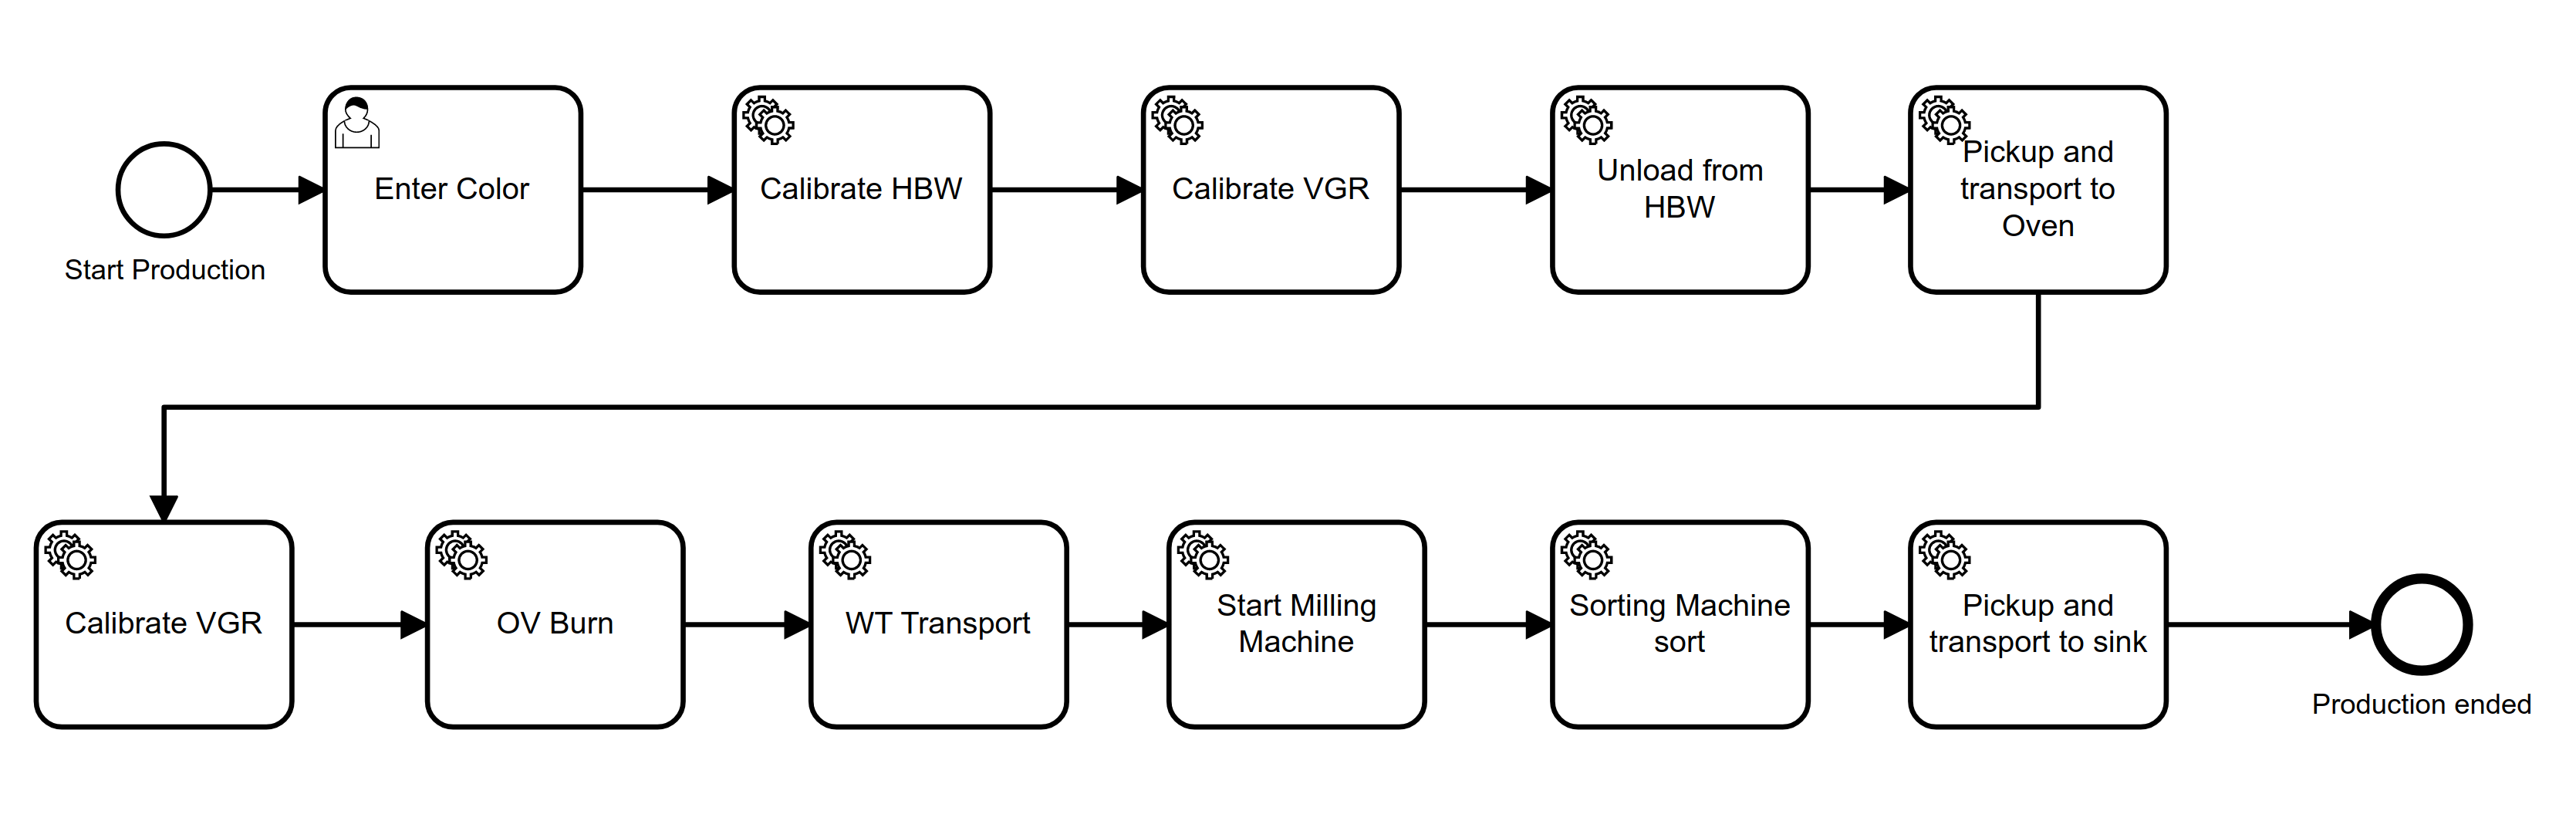 Start Production
Enter Color
Calibrate HBW
Calibrate VGR
Unload from
HBW
Pickup and
transport to
Oven
Calibrate VGR
OV Burn
WT Transport
Start Milling
Machine
Sorting Machine
sort
Pickup and
transport to sink
Production ended